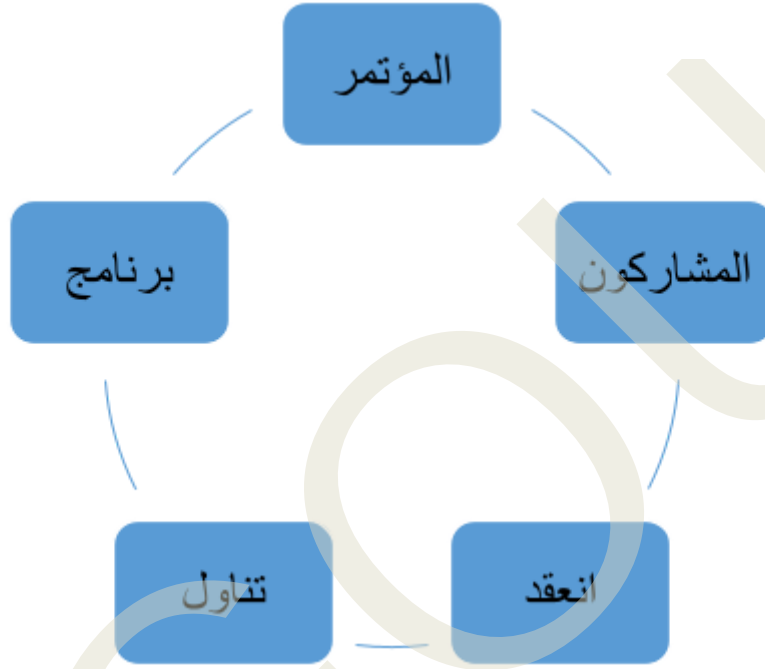 المؤتمر
المشاركون
انعقد
تناول
برنامج